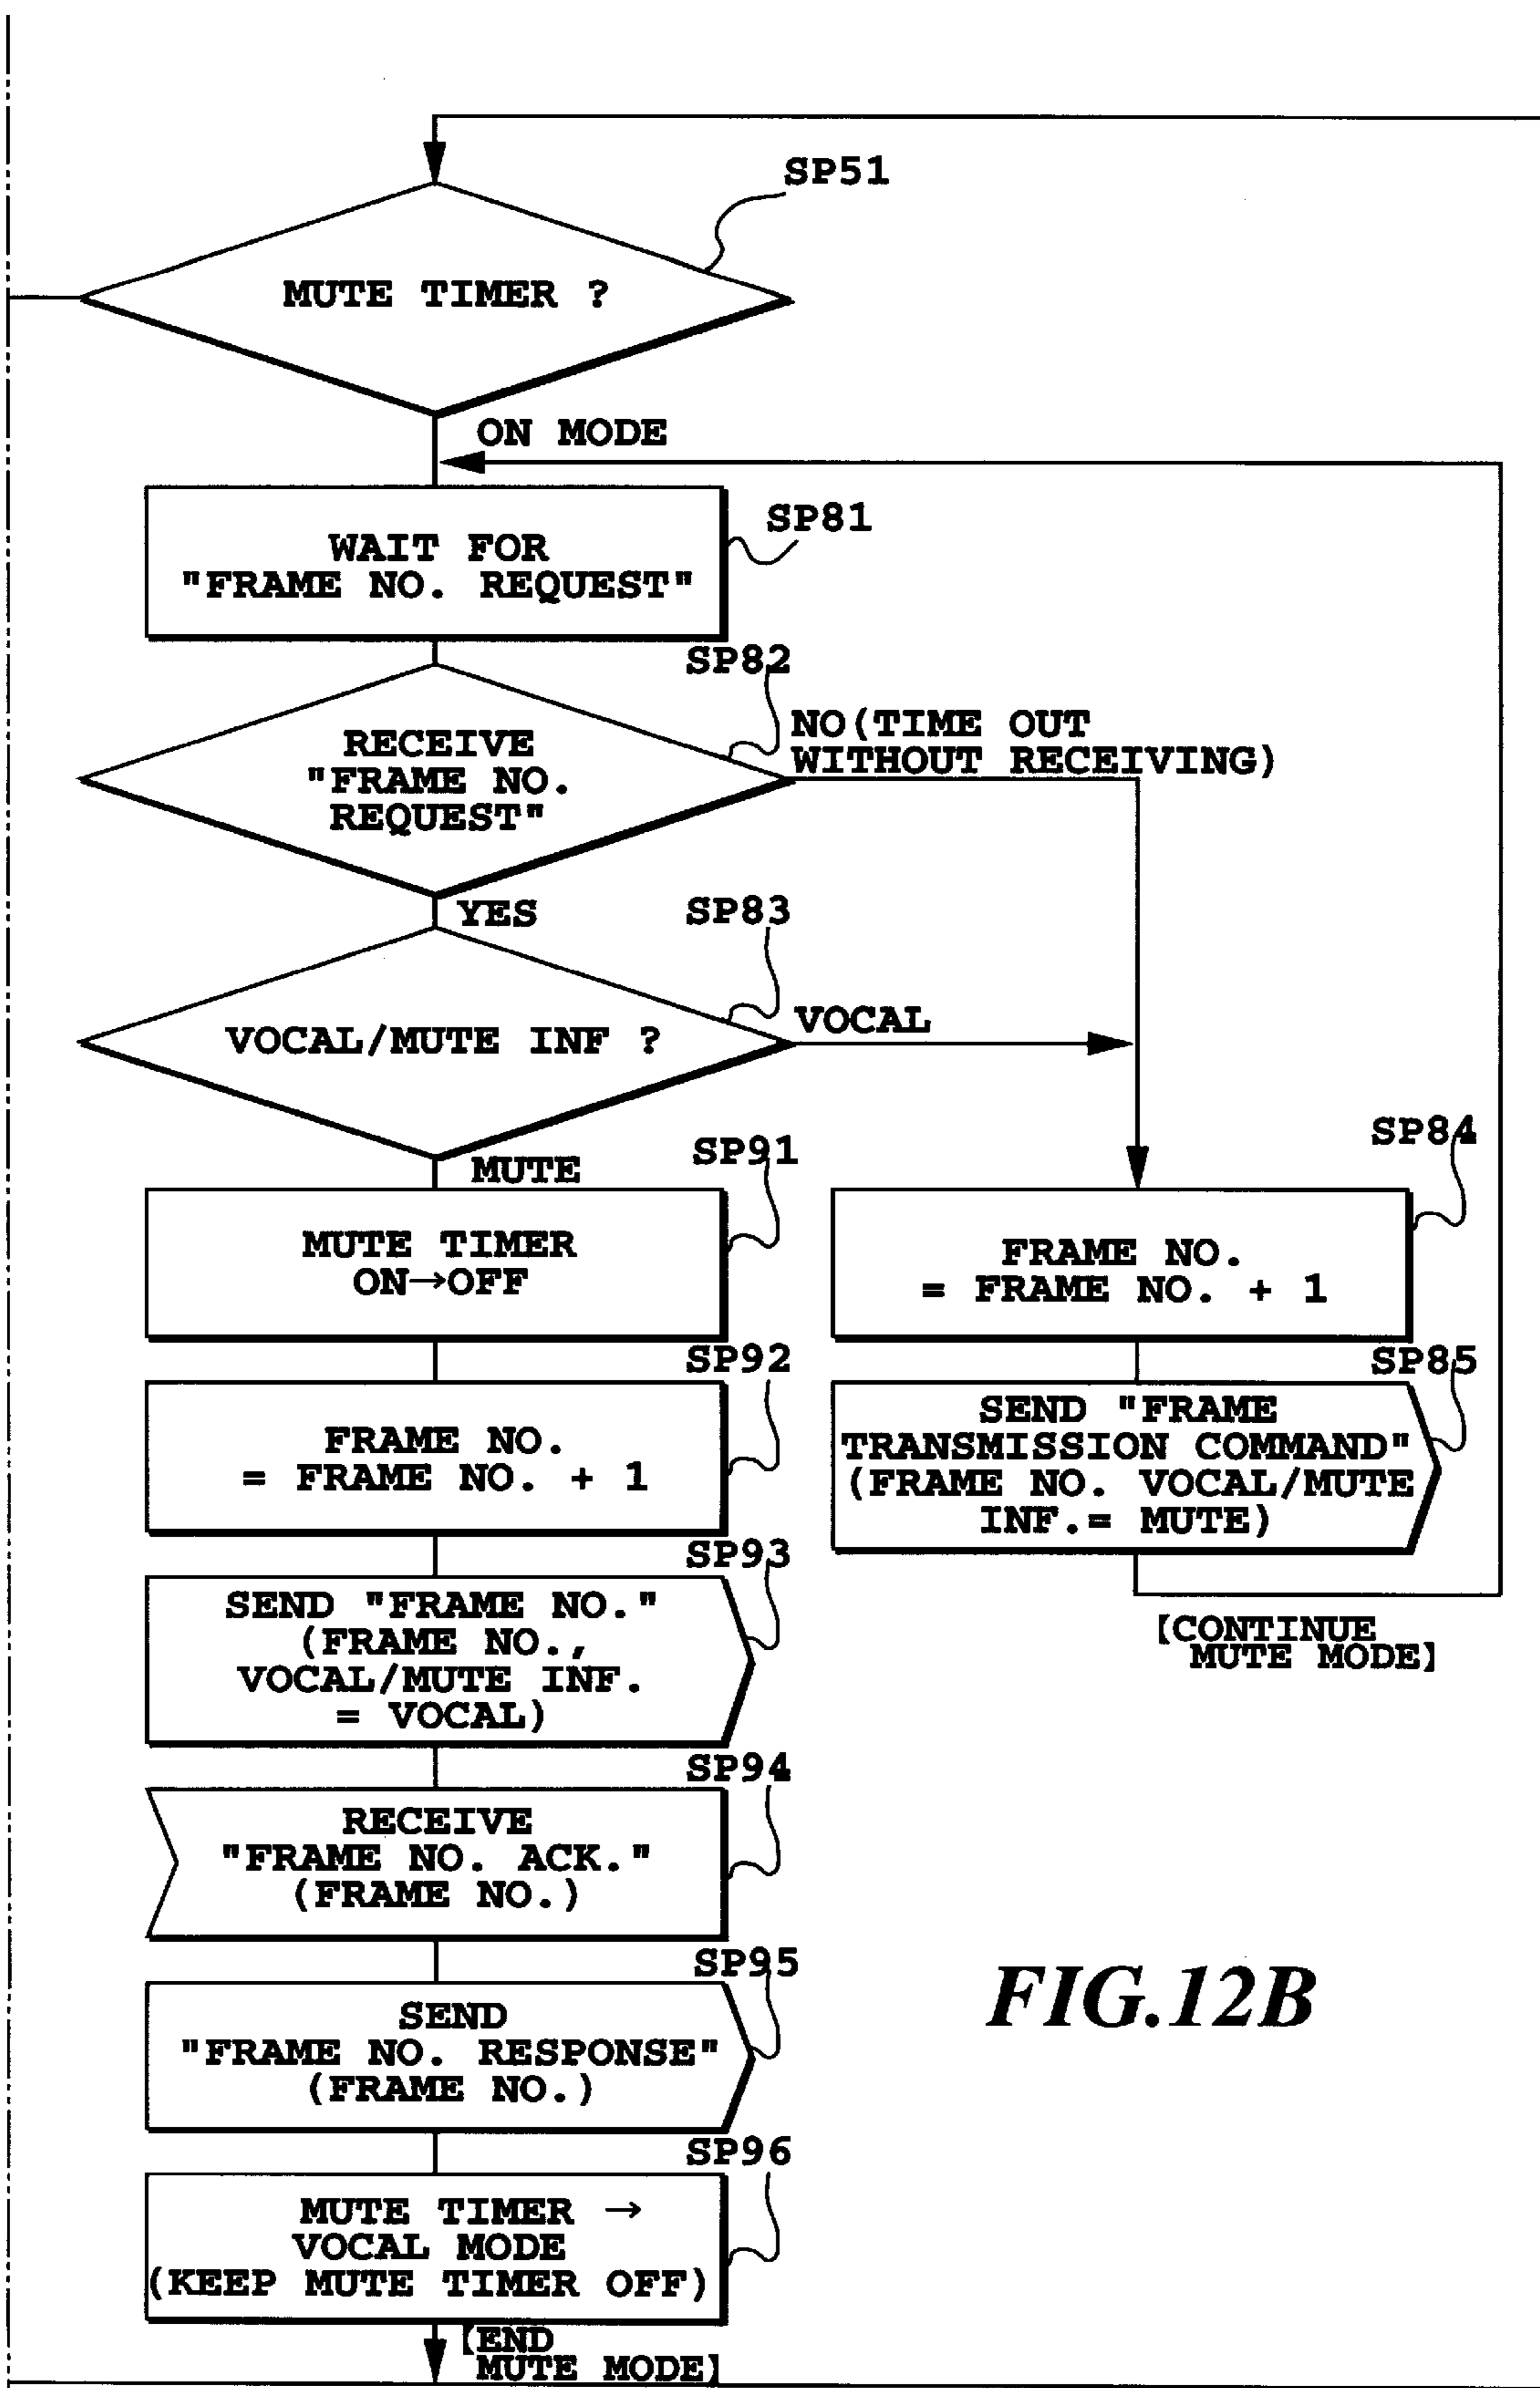 SP51
MUTE TIMER ?
ON MODE
SP81
WAIT FOR
"FRAME NO. REQUEST"
SP82
RECEIVE
"FRAME NO.
REQUEST"
NO(TIME OUT
WITHOUT RECEIVING)
YES
SP83
VOCAL/MUTE INF ?
VOCAL
MUTE
SP91
MUTE TIMER
ON→OFF
SP84
FRAME NO.
= FRAME NO. + 1
SP92
FRAME NO.
= FRAME NO. + 1
SP85
SEND "FRAME
TRANSMISSION COMMAND"
(FRAME NO. VOCAL/MUTE
INF.= MUTE)
[CONTINUE
MUTE MODE]
SP93
SEND "FRAME NO."
(FRAME NO.,
VOCAL/MUTE INF.
= VOCAL)
SP94
RECEIVE
"FRAME NO. ACK."
(FRAME NO.)
SP95
SEND
"FRAME NO. RESPONSE"
(FRAME NO.)
SP96
MUTE TIMER →
VOCAL MODE
(KEEP MUTE TIMER OFF)
[END
MUTE MODE]
FIG.12B